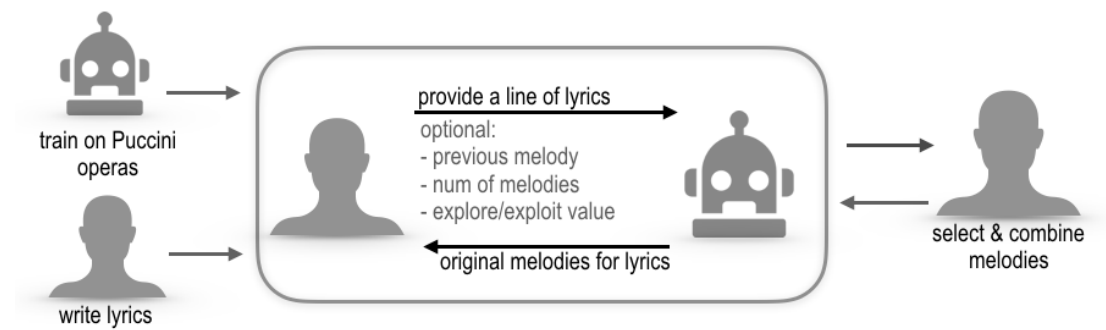 train on Puccini
operas
write lyrics
provide a line of lyrics
optional:
- previous melody
- num of melodies
- explore/exploit value
original melodies for lyrics
select & combine
melodies